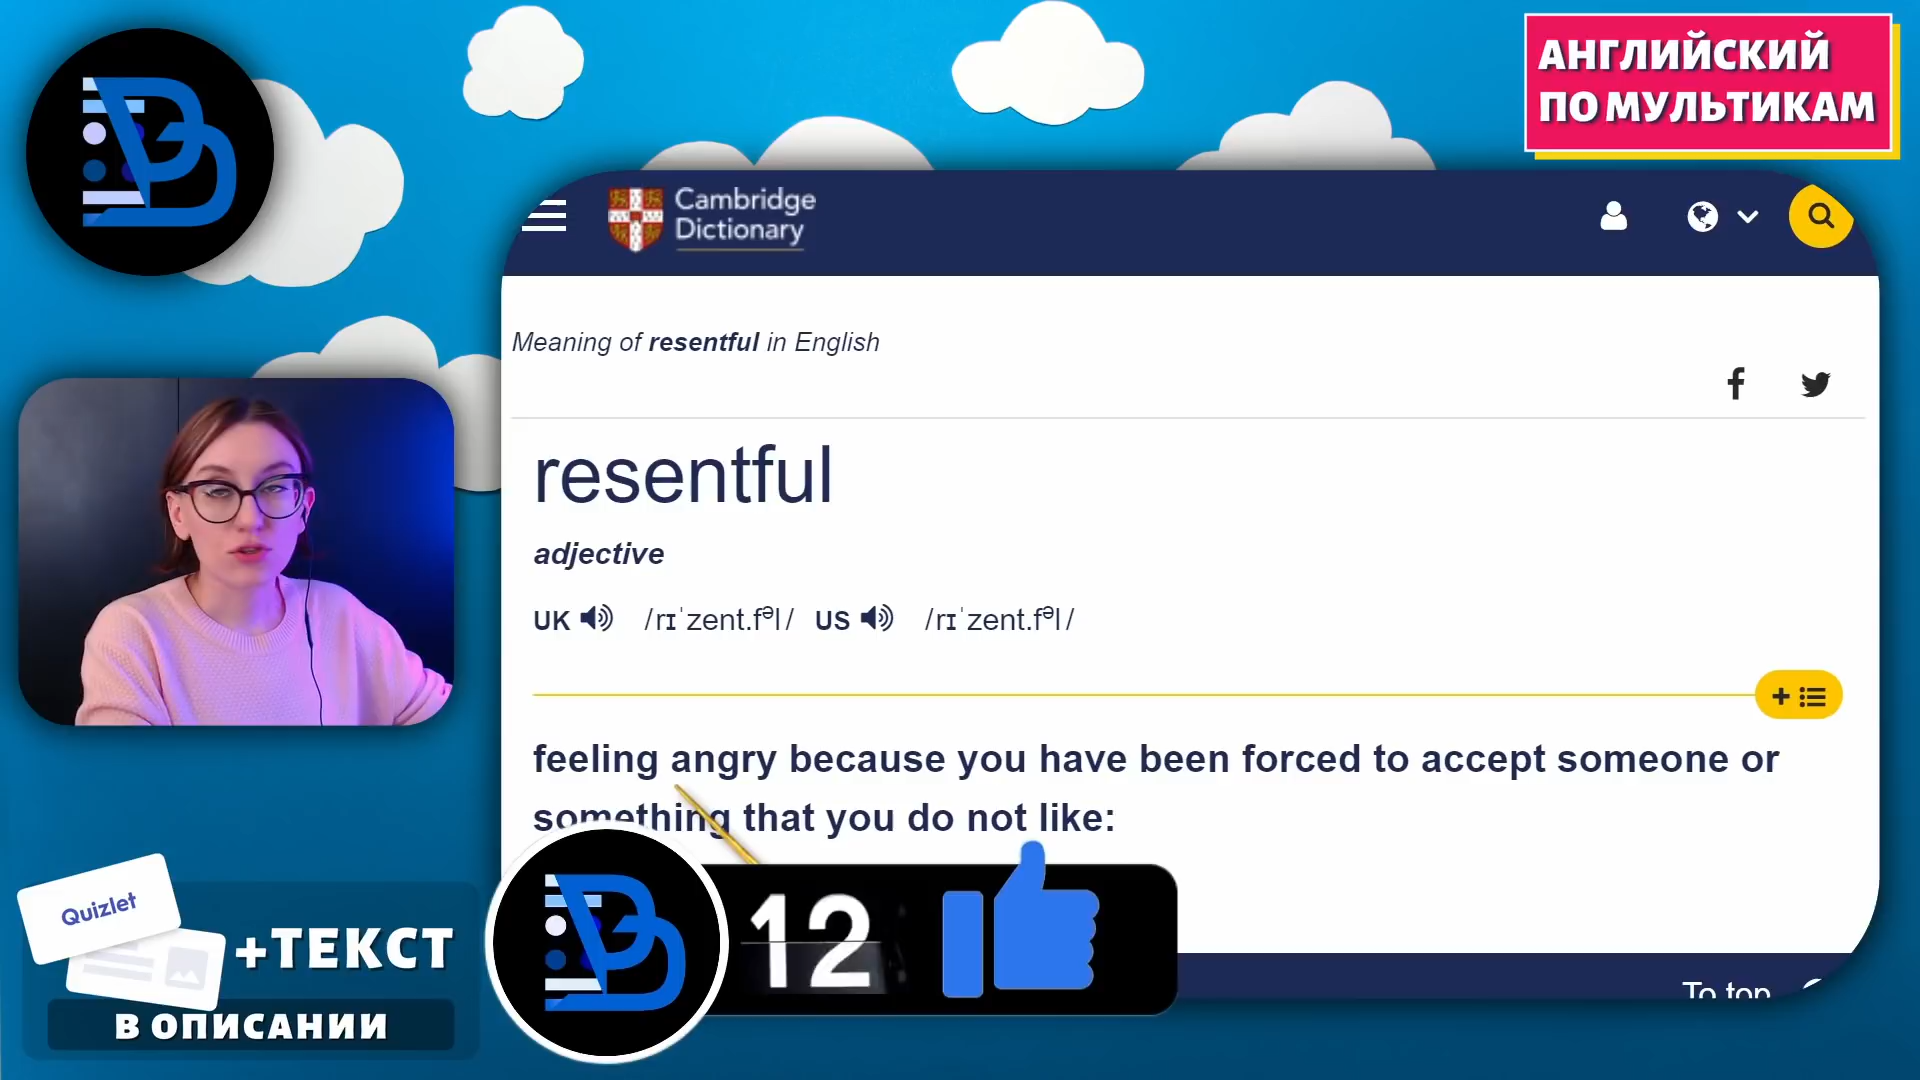 АНГЛИЙСКИЙ
ПО МУЛЬТИКАМ
Cambridge
Dictionary
Meaning of resentful in English
resentful
adjective
UK /rɪˈzent.fəl/ US /rɪˈzent.fəl/
feeling angry because you have been forced to accept someone or
something that you do not like:
Quizlet
+ТЕКСТ
В ОПИСАНИИ
12
To top